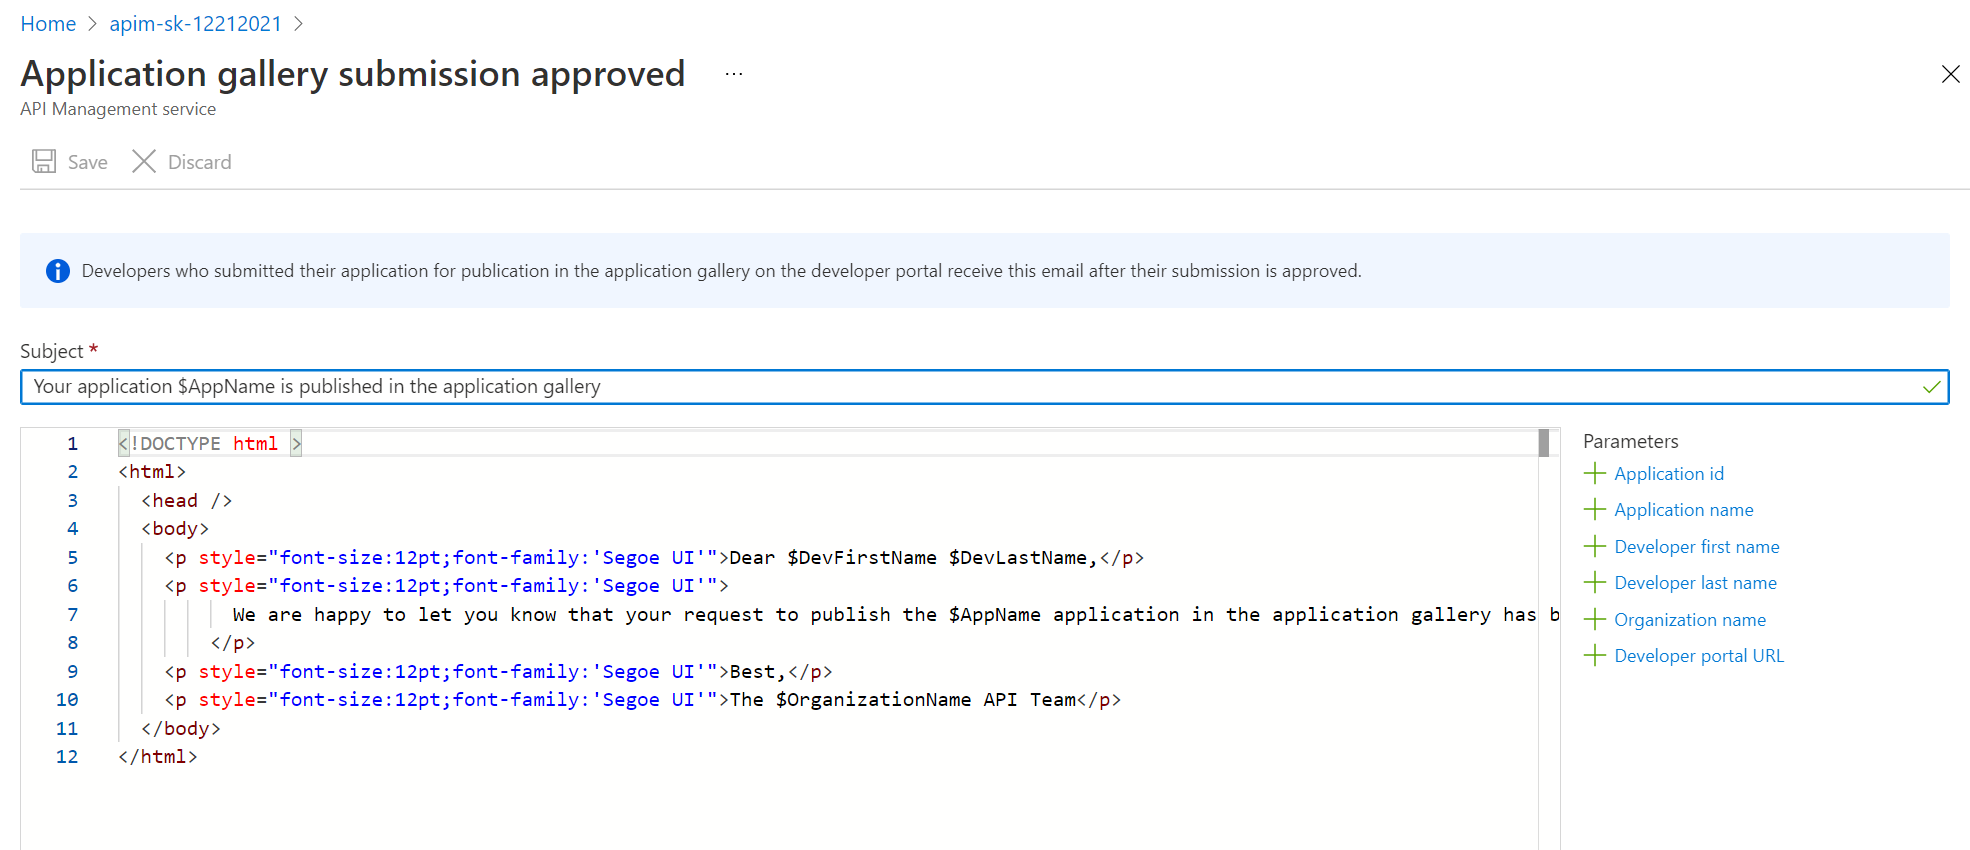 Home > apim-sk-12212021 >
Application gallery submission approved ...
API Management service
Save Discard
Developers who submitted their application for publication in the application gallery on the developer portal receive this email after their submission is approved.
Subject *
Your application $AppName is published in the application gallery
1 <!DOCTYPE html >
2 <html>
3 <head />
4 <body>
5 <p style="font-size:12pt;font-family:'Segoe UI'">Dear $DevFirstName $DevLastName,</p>
6 <p style="font-size:12pt;font-family:'Segoe UI'">
7 We are happy to let you know that your request to publish the $AppName application in the application gallery has b
8 </p>
9 <p style="font-size:12pt;font-family:'Segoe UI'">Best,</p>
10 <p style="font-size:12pt;font-family:'Segoe UI'">The $OrganizationName API Team</p>
11 </body>
12 </html>
Parameters
Application id
Application name
Developer first name
Developer last name
Organization name
Developer portal URL